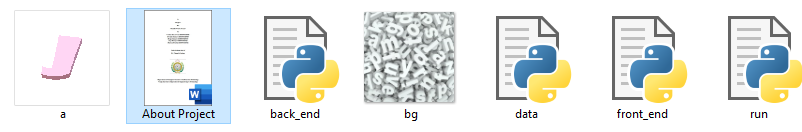 a
About Project
back_end
bg
data
front_end
run